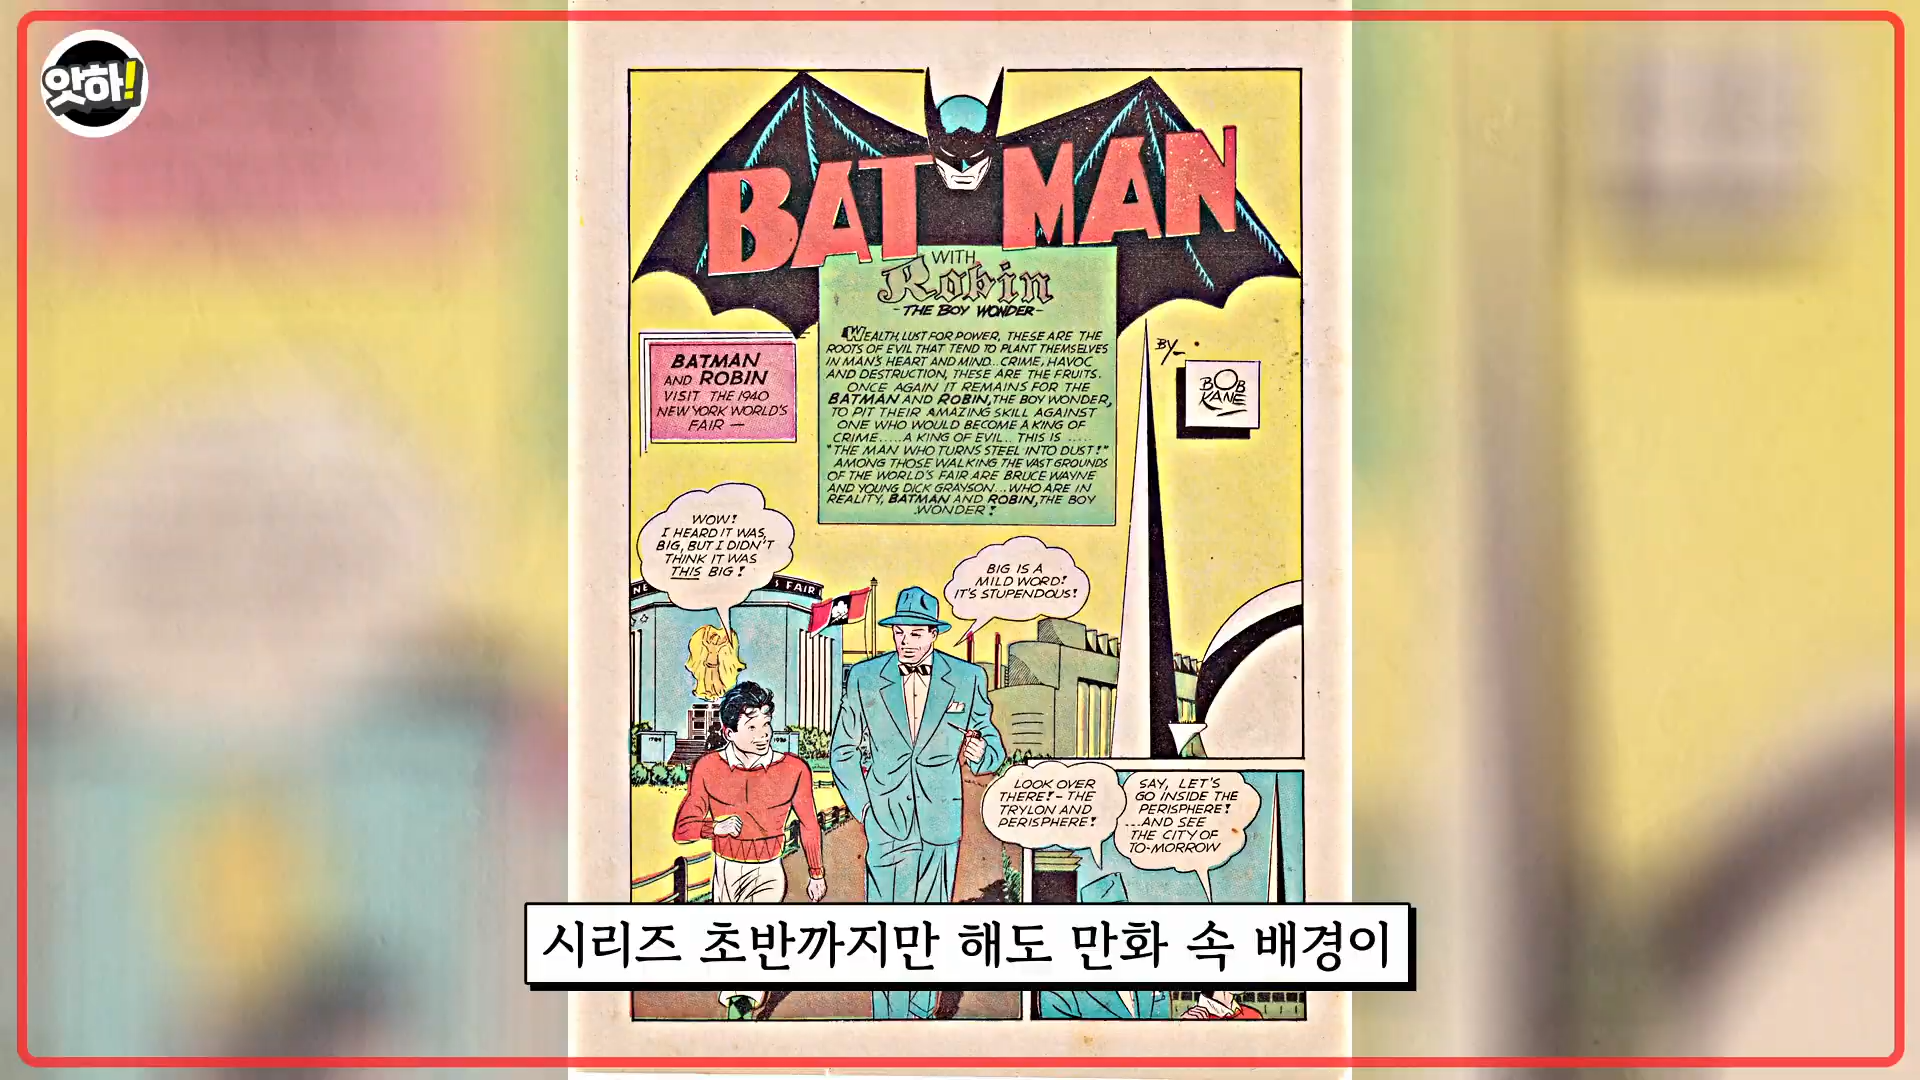 앗하!
BATMAN
WITH
Robin
-THE BOY WONDER-
WEALTH, LUST FOR POWER, THESE ARE THE
ROOTS OF EVIL THAT TEND TO PLANT THEMSELVES
IN MAN'S HEART AND MIND...CRIME, HAVOC
AND DESTRUCTION, THESE ARE THE FRUITS.
ONCE AGAIN IT REMAINS FOR THE
BATMAN AND ROBIN, THE BOY WONDER,
TO PIT THEIR AMAZING SKILL AGAINST
ONE WHO WOULD BECOME A KING OF
CRIME.....A KING OF EVIL.. THIS IS .....
"THE MAN WHO TURNS STEEL INTO DUST!"
AMONG THOSE WALKING THE VAST GROUNDS
OF THE WORLD'S FAIR ARE BRUCE WAYNE
AND YOUNG DICK GRAYSON...WHO ARE IN
REALITY, BATMAN AND ROBIN, THE BOY
WONDER!
BATMAN
AND ROBIN
VISIT THE 1940
NEW YORK WORLD'S
FAIR —
BY_
BOB
KANE
WOW!
I HEARD IT WAS,
BIG, BUT I DIDN'T
THINK IT WAS
THIS BIG!
BIG IS A
MILD WORD!
IT'S STUPENDOUS!
NE
S FAIR
1789
1939
LOOK OVER
THERE!-THE
TRYLON AND
PERISPHERE!
SAY, LET'S
GO INSIDE THE
PERISPHERE!
...AND SEE
THE CITY OF
TO-MORROW
시리즈 초반까지만 해도 만화 속 배경이